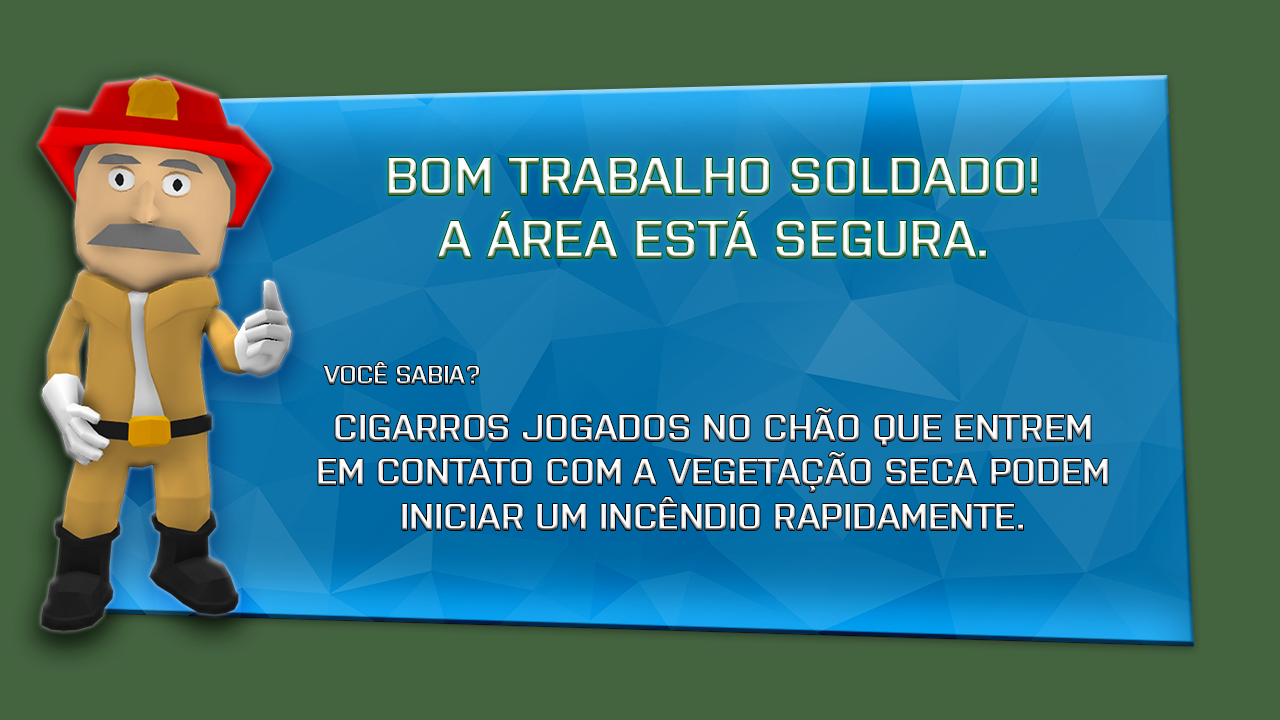 BOM TRABALHO SOLDADO!
A ÁREA ESTÁ SEGURA.
VOCÊ SABIA?
CIGARROS JOGADOS NO CHÃO QUE ENTREM
EM CONTATO COM A VEGETAÇÃO SECA PODEM
INICIAR UM INCÊNDIO RAPIDAMENTE.